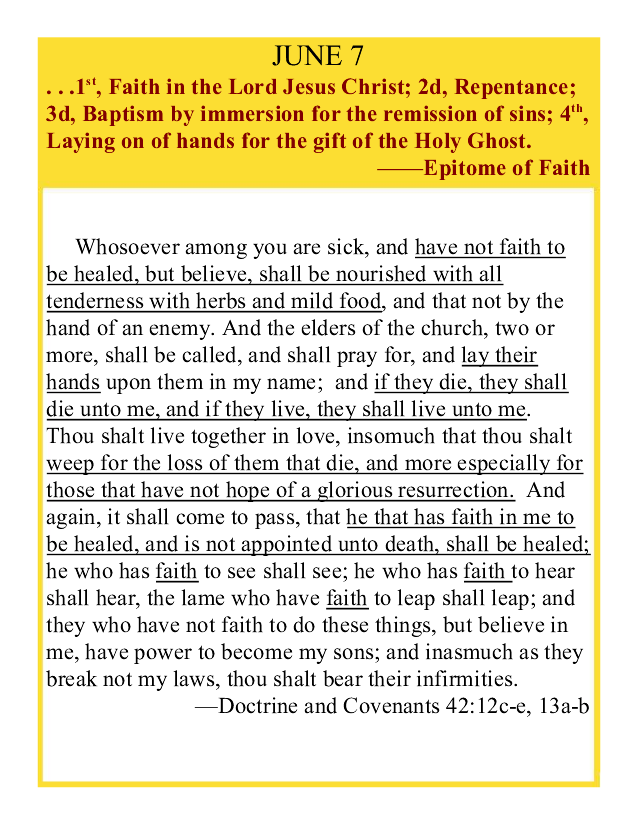 JUNE 7
. . .1st, Faith in the Lord Jesus Christ; 2d, Repentance;
3d, Baptism by immersion for the remission of sins; 4th,
Laying on of hands for the gift of the Holy Ghost.
——Epitome of Faith
Whosoever among you are sick, and have not faith to
be healed, but believe, shall be nourished with all
tenderness with herbs and mild food, and that not by the
hand of an enemy. And the elders of the church, two or
more, shall be called, and shall pray for, and lay their
hands upon them in my name;  and if they die, they shall
die unto me, and if they live, they shall live unto me.
Thou shalt live together in love, insomuch that thou shalt
weep for the loss of them that die, and more especially for
those that have not hope of a glorious resurrection.  And
again, it shall come to pass, that he that has faith in me to
be healed, and is not appointed unto death, shall be healed;
he who has faith to see shall see; he who has faith to hear
shall hear, the lame who have faith to leap shall leap; and
they who have not faith to do these things, but believe in
me, have power to become my sons; and inasmuch as they
break not my laws, thou shalt bear their infirmities.
—Doctrine and Covenants 42:12c-e, 13a-b